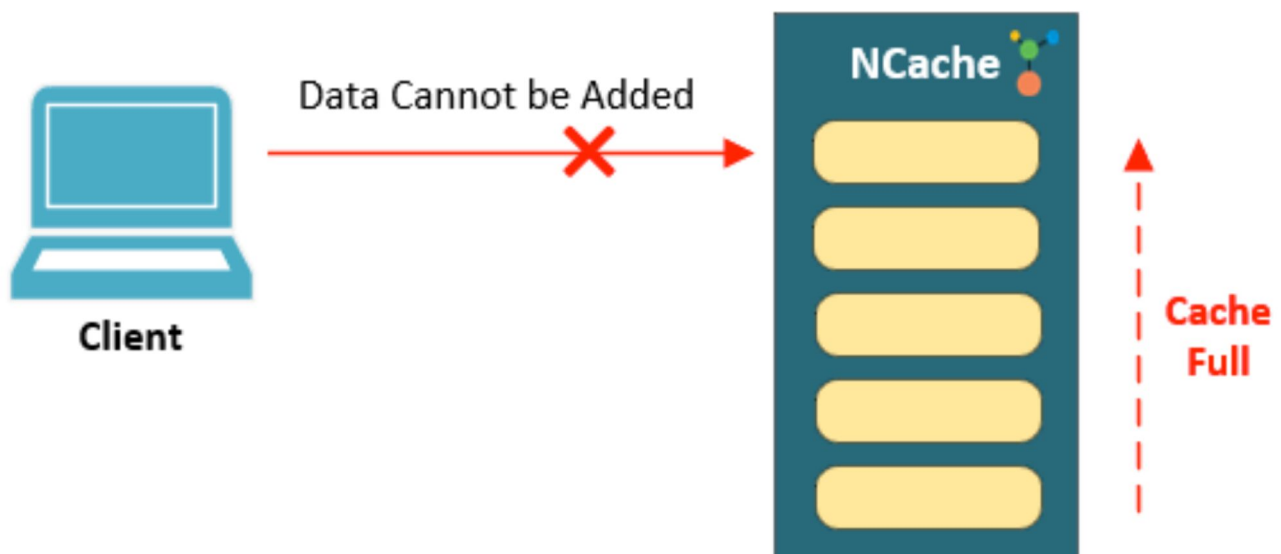 NCache
Data Cannot be Added
Client
Cache
Full